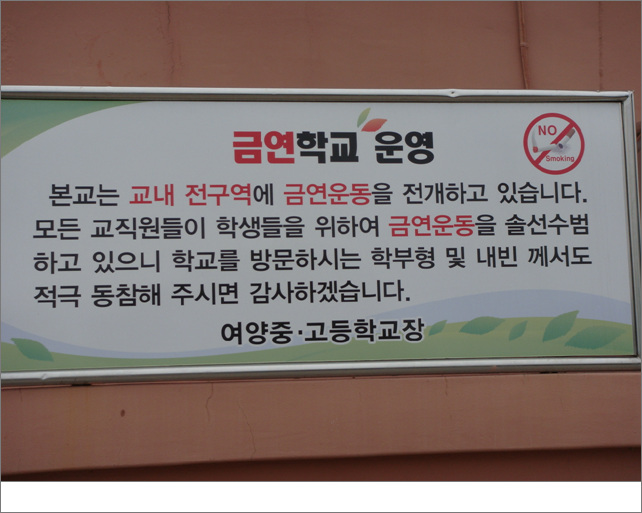 금연학교 운영
NO
Smoking
본교는 교내 전구역에 금연운동을 전개하고 있습니다.
모든 교직원들이 학생들을 위하여 금연운동을 솔선수범
하고 있으니 학교를 방문하시는 학부형 및 내빈 께서도
적극 동참해 주시면 감사하겠습니다.
여양중·고등학교장